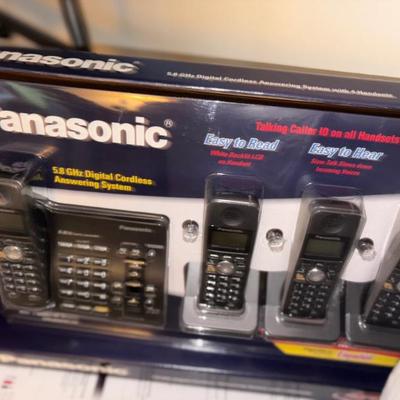 Panasonic
5.8 GHz Digital Cordless Answering System with 4 Handsets
Panasonic®
Talking Caller ID on all Handsets
Easy to Read
White Backlit LCD
on Handset
Easy to Hear
Slow Talk Slows down
Incoming Voices
5.8 GHz Digital Cordless
Answering System
Panasonic
Panasonic